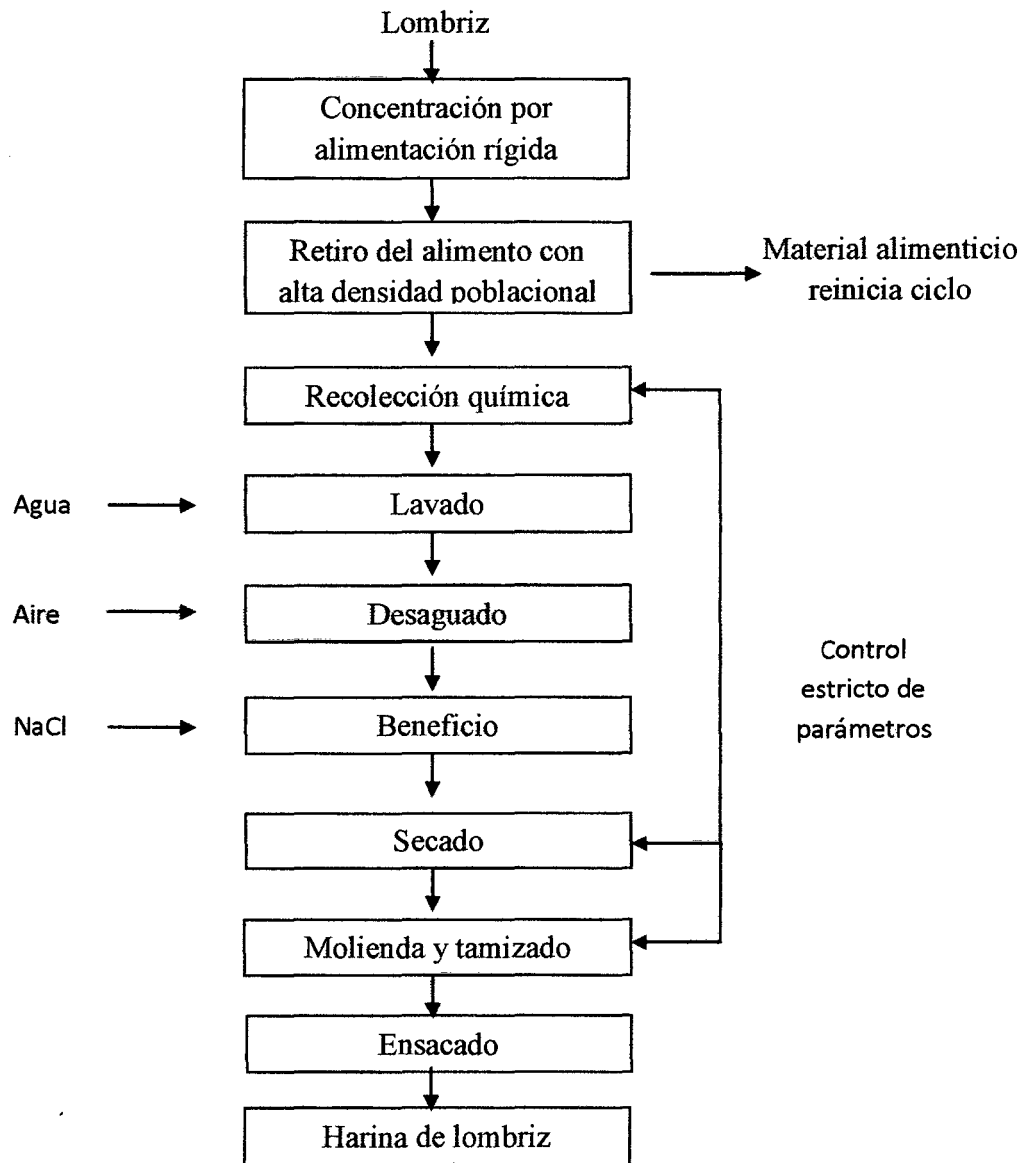 Lombriz
Concentración por
alimentación rígida
Retiro del alimento con
alta densidad poblacional
Material alimenticio
reinicia ciclo
Recolección química
Agua
Lavado
Aire
Desaguado
Control
estricto de
parámetros
NaCl
Beneficio
Secado
Molienda y tamizado
Ensacado
Harina de lombriz